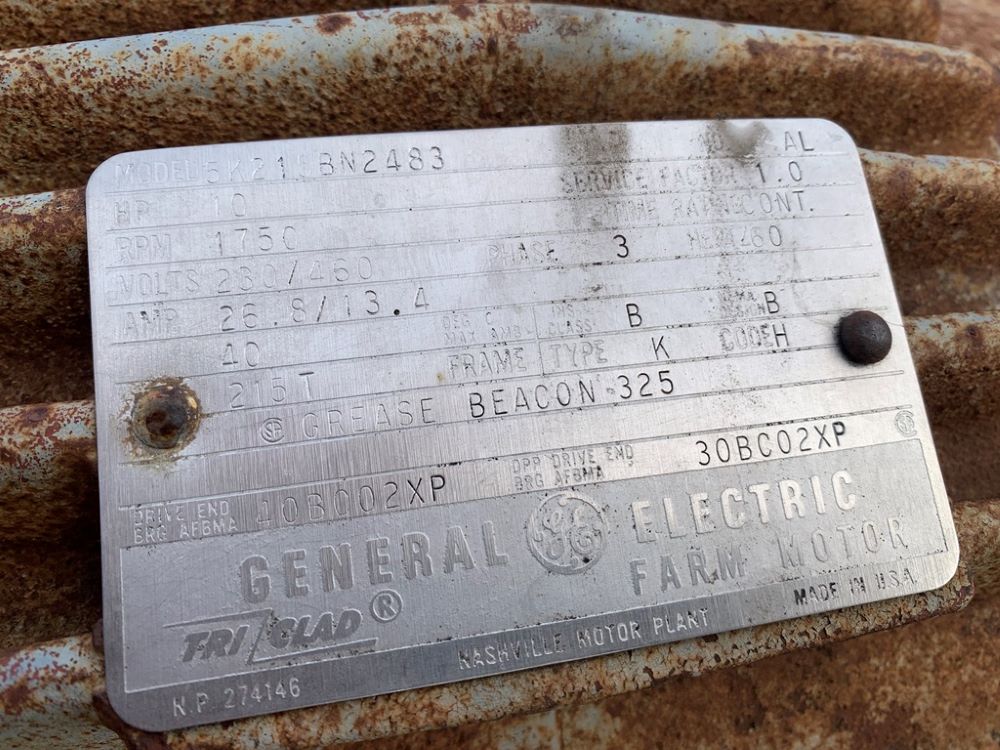 MODEL 5K215BN2483 AL
HP 10 SERVICE FACTOR 1.0
RPM 1750 TIME CONT.
VOLTS 230/460 PHASE 3 HERTZ 60
AMP. 26.8/13.4 DEG C MAX. AMB. INS. CLASS B B
40 FRAME TYPE K CODE H
215T GREASE BEACON 325
DRIVE END BRG AFBMA 40BC02XP OPP DRIVE END BRG AFBMA 30BC02XP
GENERAL GE ELECTRIC
TRI CLAD ® FARM MOTOR
N.P. 274146 NASHVILLE MOTOR PLANT MADE IN U.S.A.